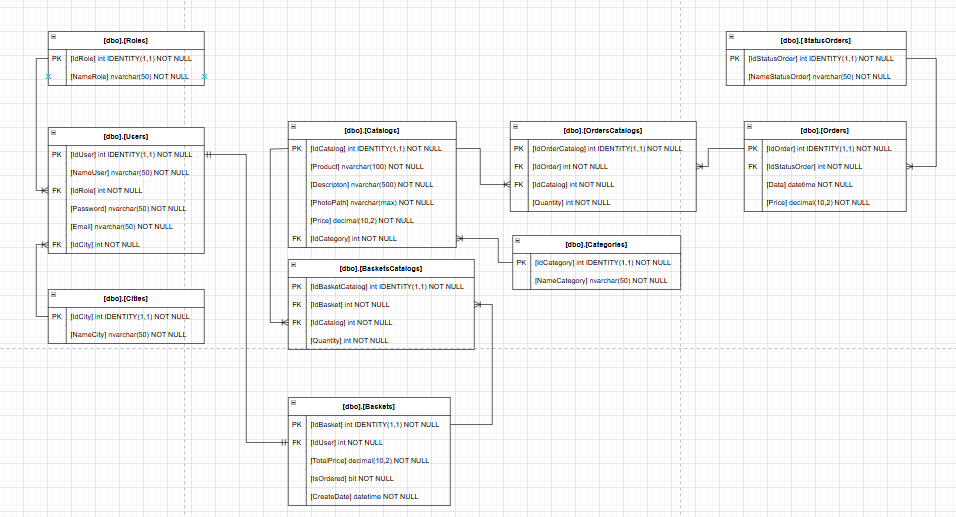 [dbo].[Roles]
PK [IdRole] int IDENTITY(1,1) NOT NULL
[NameRole] nvarchar(50) NOT NULL
[dbo].[Users]
PK [IdUser] int IDENTITY(1,1) NOT NULL
[NameUser] nvarchar(50) NOT NULL
FK [IdRole] int NOT NULL
[Password] nvarchar(50) NOT NULL
[Email] nvarchar(50) NOT NULL
FK [IdCity] int NOT NULL
[dbo].[Cities]
PK [IdCity] int IDENTITY(1,1) NOT NULL
[NameCity] nvarchar(50) NOT NULL
[dbo].[Catalogs]
PK [IdCatalog] int IDENTITY(1,1) NOT NULL
[Product] nvarchar(100) NOT NULL
[Descripton] nvarchar(500) NOT NULL
[PhotoPath] nvarchar(max) NOT NULL
[Price] decimal(10,2) NOT NULL
FK [IdCategory] int NOT NULL
[dbo].[BasketsCatalogs]
PK [IdBasketCatalog] int IDENTITY(1,1) NOT NULL
FK [IdBasket] int NOT NULL
FK [IdCatalog] int NOT NULL
[Quantity] int NOT NULL
[dbo].[Baskets]
PK [IdBasket] int IDENTITY(1,1) NOT NULL
FK [IdUser] int NOT NULL
[TotalPrice] decimal(10,2) NOT NULL
[IsOrdered] bit NOT NULL
[CreateDate] datetime NOT NULL
[dbo].[OrdersCatalogs]
PK [IdOrderCatalog] int IDENTITY(1,1) NOT NULL
FK [IdOrder] int NOT NULL
FK [IdCatalog] int NOT NULL
[Quantity] int NOT NULL
[dbo].[Categories]
PK [IdCategory] int IDENTITY(1,1) NOT NULL
[NameCategory] nvarchar(50) NOT NULL
[dbo].[StatusOrders]
PK [IdStatusOrder] int IDENTITY(1,1) NOT NULL
[NameStatusOrder] nvarchar(50) NOT NULL
[dbo].[Orders]
PK [IdOrder] int IDENTITY(1,1) NOT NULL
FK [IdStatusOrder] int NOT NULL
[Data] datetime NOT NULL
[Price] decimal(10,2) NOT NULL